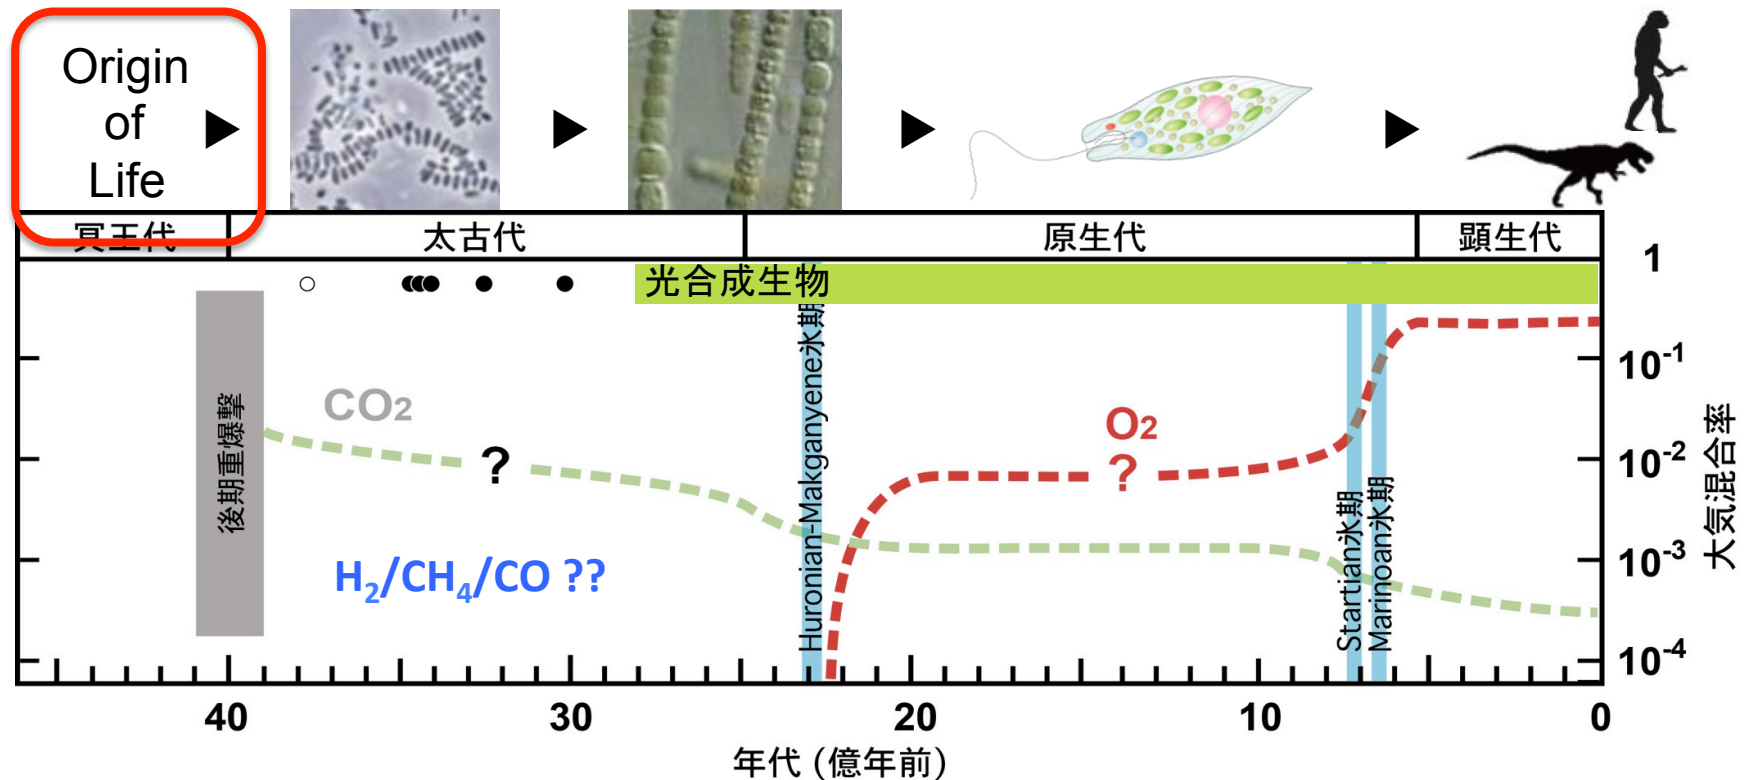 Origin
of
Life
冥王代
太古代
原生代
顕生代
光合成生物
後期重爆撃
CO2
?
H2/CH4/CO ??
Huronian-Makganyene氷期
O2
?
Startian氷期
Marinoan氷期
1
10-1
10-2
10-3
10-4
大気混合率
40
30
20
10
0
年代 (億年前)